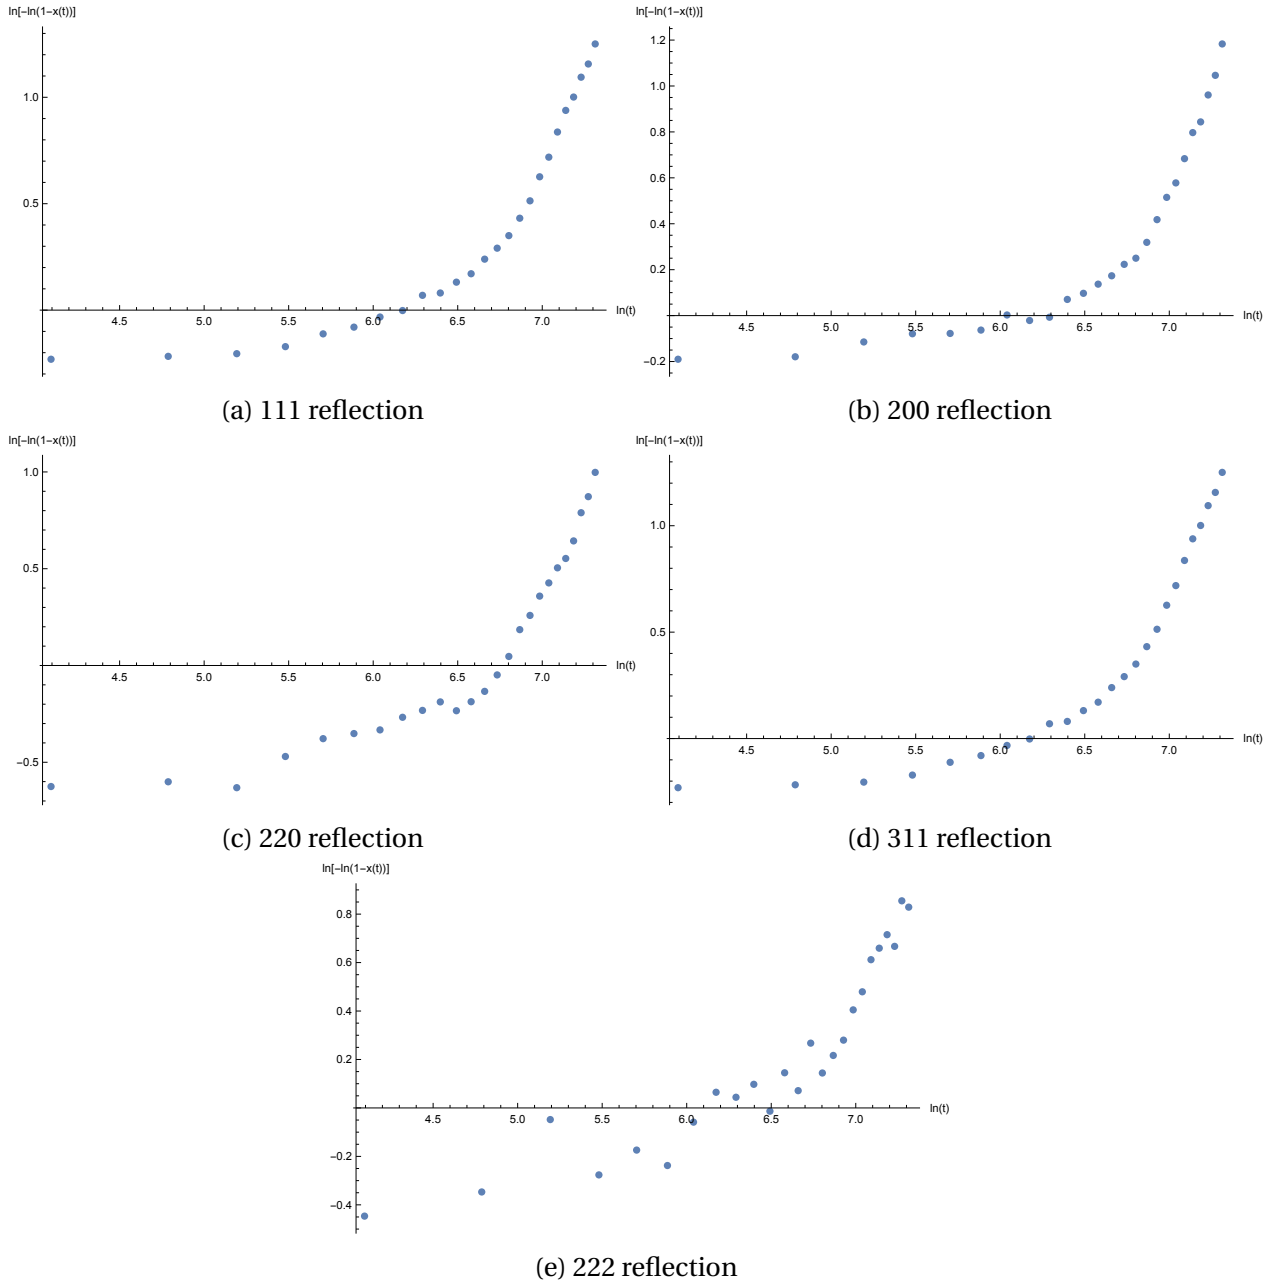 ln[−ln(1−x(t))]
1.0
0.5
4.5 5.0 5.5 6.0 6.5 7.0 ln(t)
(a) 111 reflection
ln[−ln(1−x(t))]
1.2
1.0
0.8
0.6
0.4
0.2
−0.2
4.5 5.0 5.5 6.0 6.5 7.0 ln(t)
(b) 200 reflection
ln[−ln(1−x(t))]
1.0
0.5
−0.5
4.5 5.0 5.5 6.0 6.5 7.0 ln(t)
(c) 220 reflection
ln[−ln(1−x(t))]
1.0
0.5
4.5 5.0 5.5 6.0 6.5 7.0 ln(t)
(d) 311 reflection
ln[−ln(1−x(t))]
0.8
0.6
0.4
0.2
−0.2
−0.4
4.5 5.0 5.5 6.0 6.5 7.0 ln(t)
(e) 222 reflection